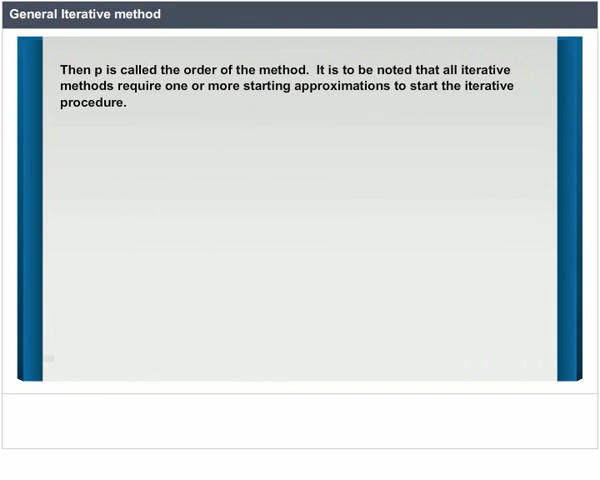 General Iterative method
Then p is called the order of the method.  It is to be noted that all iterative
methods require one or more starting approximations to start the iterative
procedure.